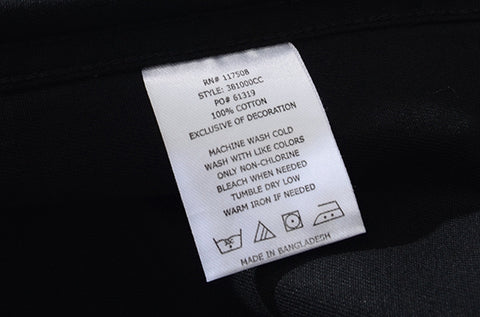 RN# 117508
STYLE: 381000CC
PO# 61319
100% COTTON
EXCLUSIVE OF DECORATION
MACHINE WASH COLD
WASH WITH LIKE COLORS
ONLY NON-CHLORINE
BLEACH WHEN NEEDED
TUMBLE DRY LOW
WARM IRON IF NEEDED
MADE IN BANGLADESH